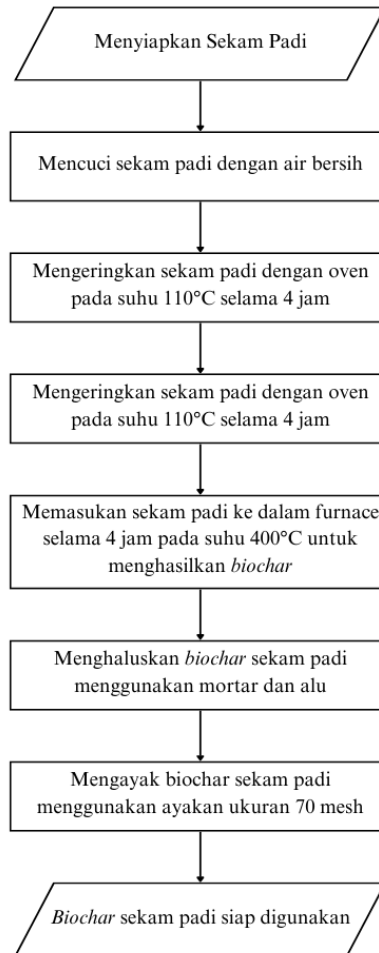 Menyiapkan Sekam Padi
Mencuci sekam padi dengan air bersih
Mengeringkan sekam padi dengan oven
pada suhu 110°C selama 4 jam
Mengeringkan sekam padi dengan oven
pada suhu 110°C selama 4 jam
Memasukan sekam padi ke dalam furnace
selama 4 jam pada suhu 400°C untuk
menghasilkan biochar
Menghaluskan biochar sekam padi
menggunakan mortar dan alu
Mengayak biochar sekam padi
menggunakan ayakan ukuran 70 mesh
Biochar sekam padi siap digunakan